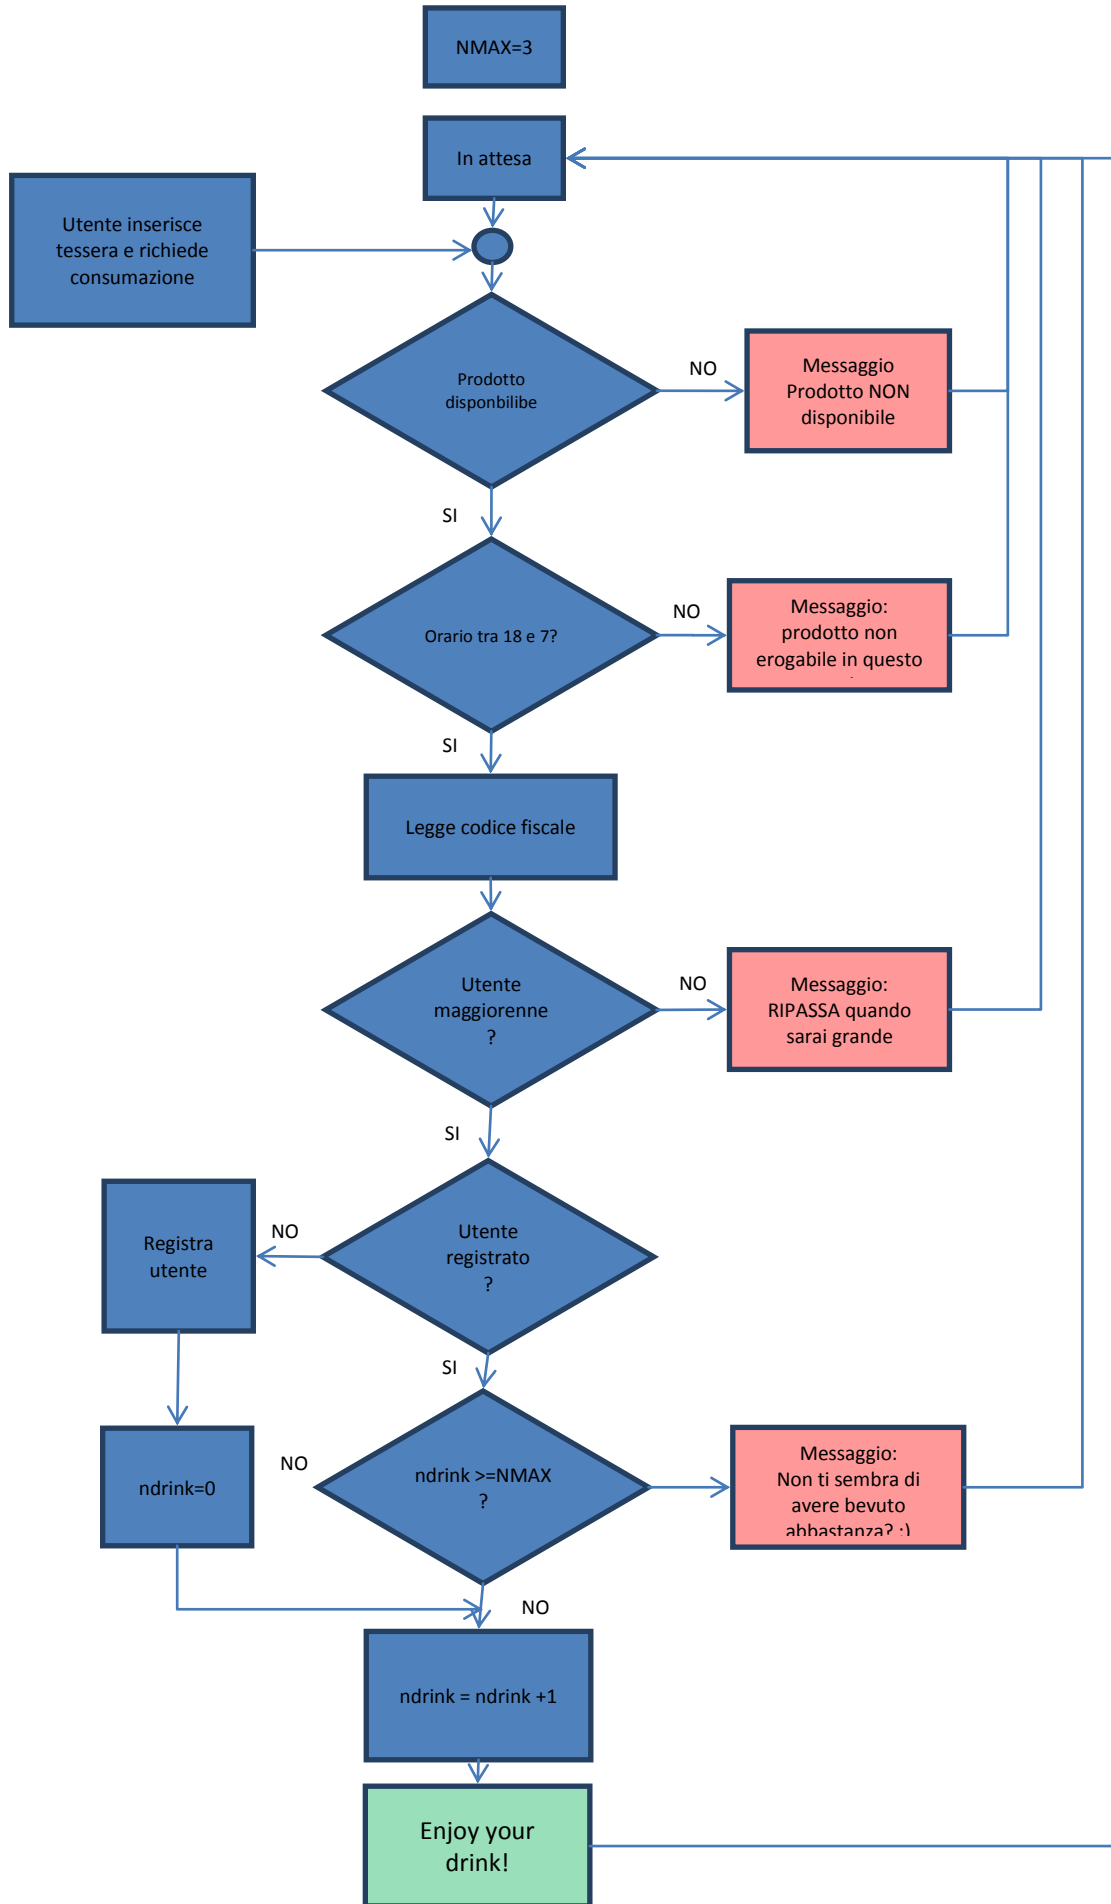 NMAX=3
In attesa
Utente inserisce
tessera e richiede
consumazione
Prodotto
disponbilibe
NO
Messaggio
Prodotto NON
disponibile
SI
Orario tra 18 e 7?
NO
Messaggio:
prodotto non
erogabile in questo
SI
Legge codice fiscale
Utente
maggiorenne
?
NO
Messaggio:
RIPASSA quando
sarai grande
SI
Registra
utente
NO
Utente
registrato
?
SI
ndrink=0
NO
ndrink >=NMAX
?
Messaggio:
Non ti sembra di
avere bevuto
abbastanza? :)
NO
ndrink = ndrink +1
Enjoy your
drink!